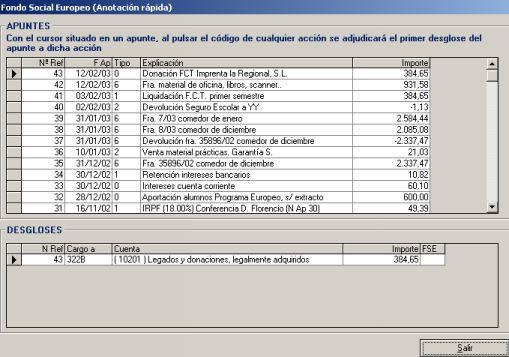 Fondo Social Europeo (Anotación rápida)
APUNTES
Con el cursor situado en un apunte, al pulsar el código de cualquier acción se adjudicará el primer desglose del
apunte a dicha acción
Nª Ref F Ap Tipo Explicación Importe
43 12/02/03 0 Donación FCT Imprenta la Regional, S.L. 384,65
42 12/02/03 6 Fra. material de oficina, libros, scanner.. 931,58
41 03/02/03 1 Liquidación F.C.T. primer semestre 384,65
40 02/02/03 2 Devolución Seguro Escolar a YY -1,13
39 31/01/03 6 Fra. 7/03 comedor de enero 2.584,44
38 31/01/03 6 Fra. 8/03 comedor de diciembre 2.085,08
37 31/01/03 6 Devolución fra. 35896/02 comedor de diciembre -2.337,47
36 10/01/03 2 Venta material prácticas. Garantía S. 21,03
35 31/12/02 6 Fra. 35896/02 comedor de diciembre 2.337,47
34 30/12/02 1 Retención intereses bancarios 10,82
33 30/12/02 0 Intereses cuenta corriente 60,10
32 28/12/02 0 Aportación alumnos Programa Europeo, s/ extracto 600,00
31 16/11/02 1 IRPF (18.00%) Conferencia D. Florencio (N Ap 30) 49,39
DESGLOSES
N Ref Cargo a Cuenta Importe FSE
43 322B ( 10201 ) Legados y donaciones, legalmente adquiridos 384,65
Salir